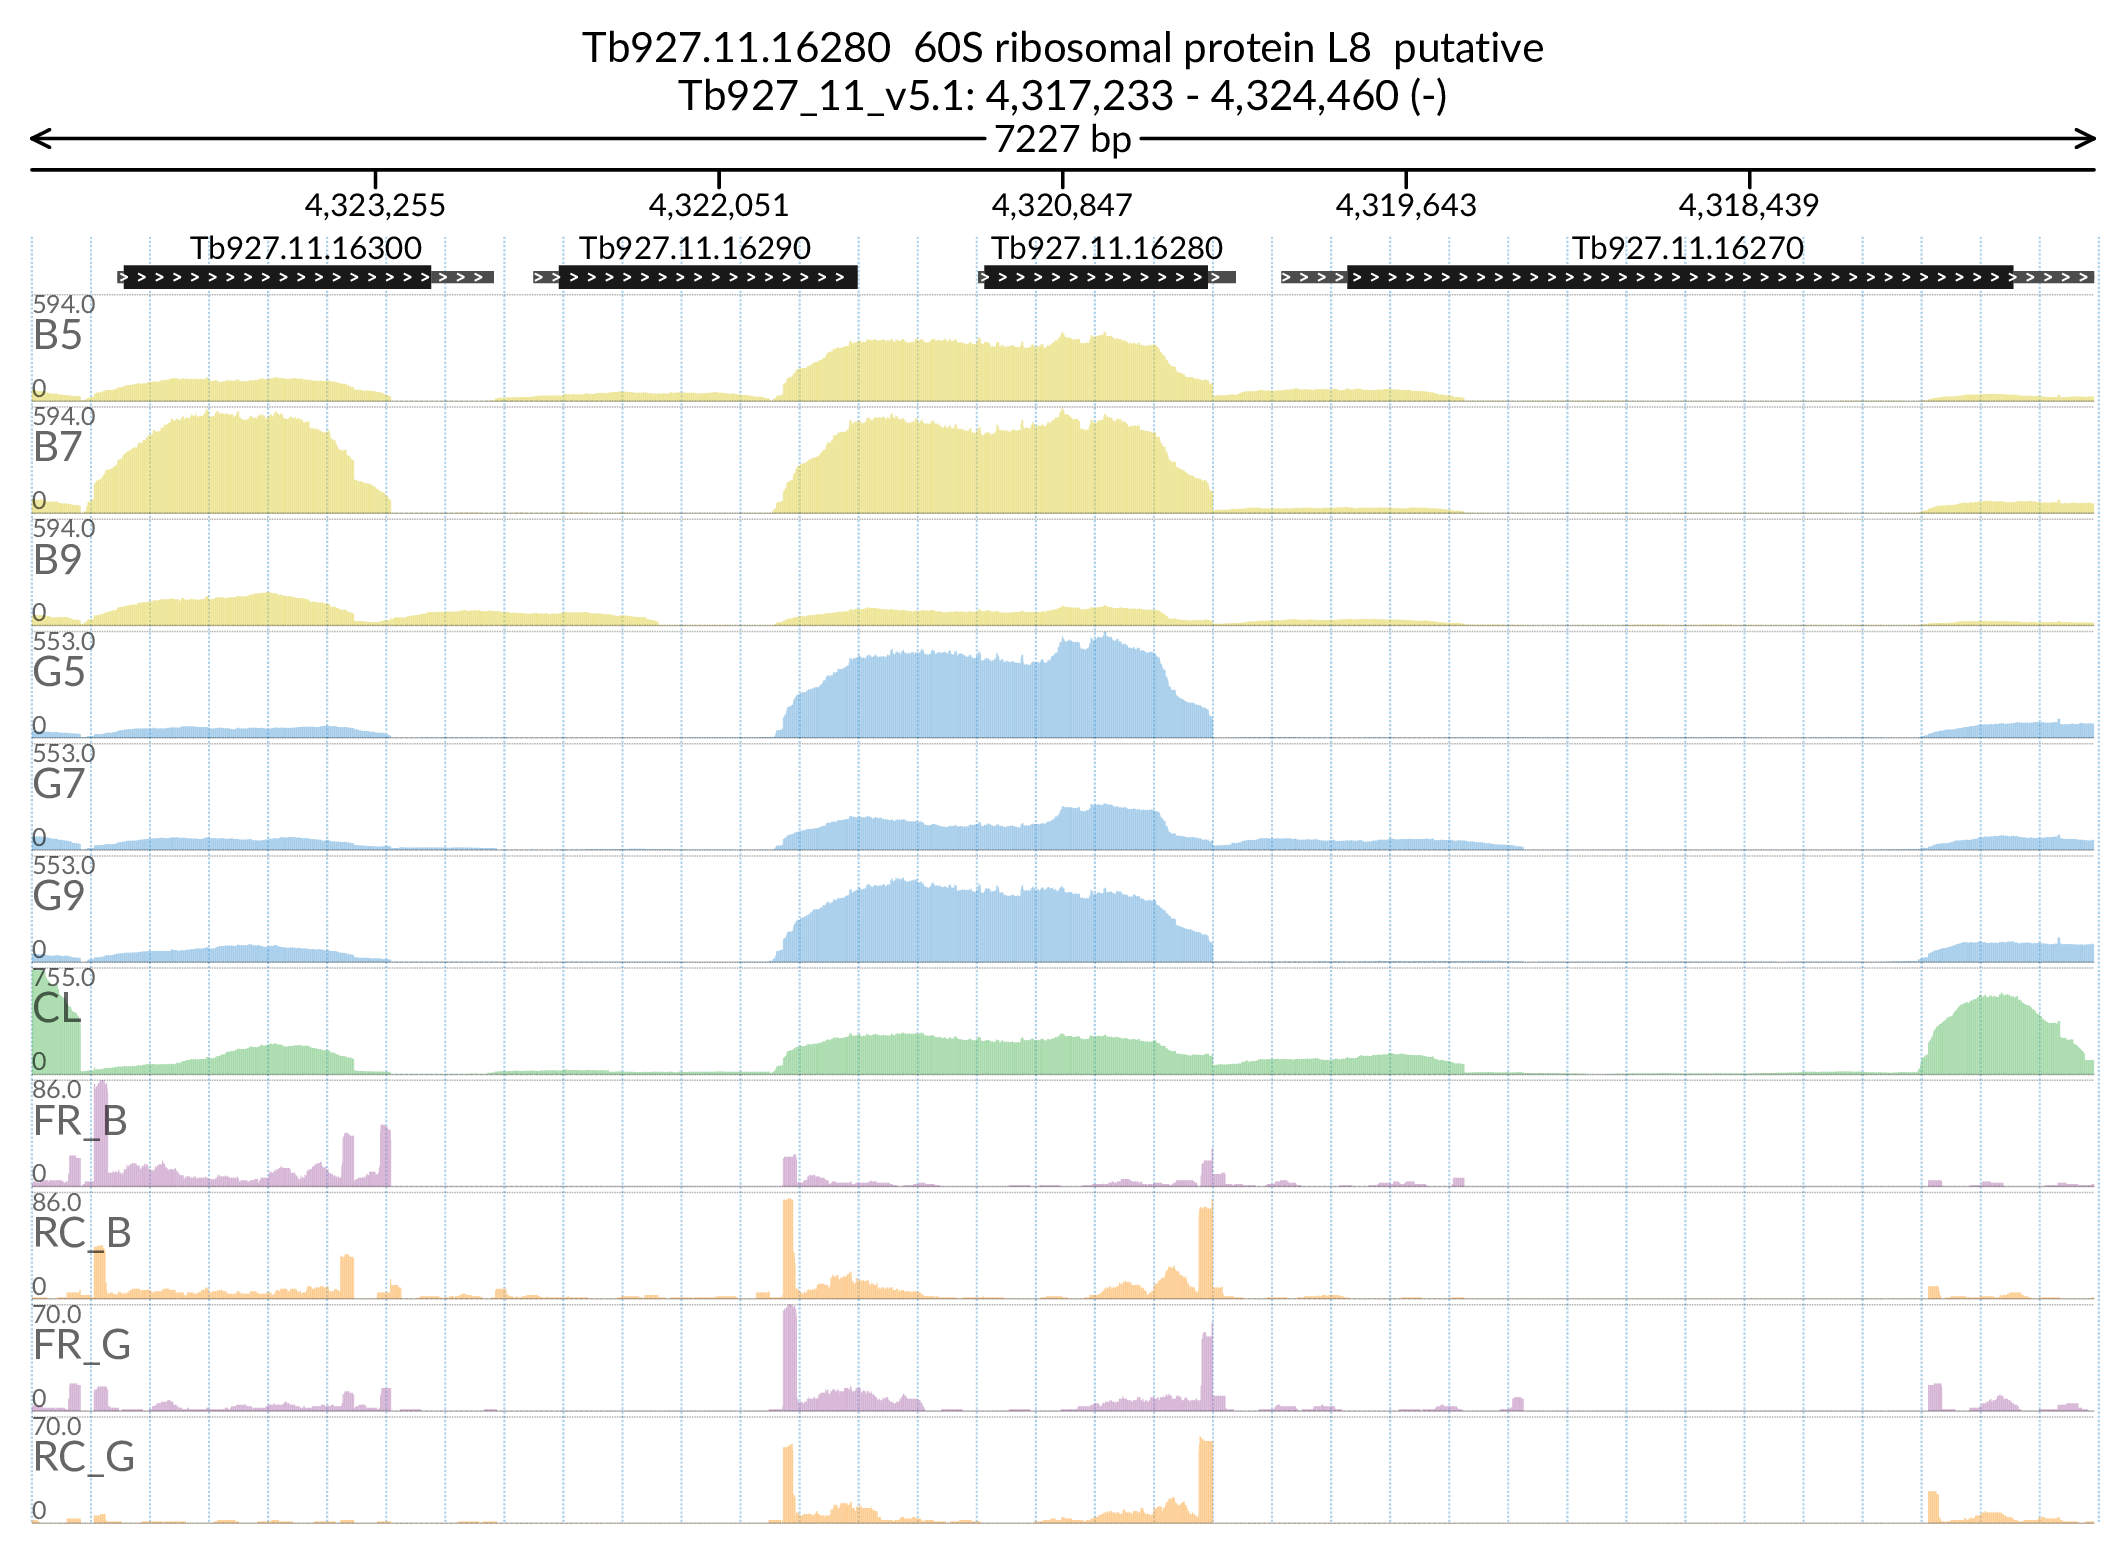 Tb927.11.16280  60S ribosomal protein L8  putative
Tb927_11_v5.1: 4,317,233 - 4,324,460 (-)
7227 bp
4,323,255 4,322,051 4,320,847 4,319,643 4,318,439
Tb927.11.16300 Tb927.11.16290 Tb927.11.16280 Tb927.11.16270
594.0
B5
0
594.0
B7
0
594.0
B9
0
553.0
G5
0
553.0
G7
0
553.0
G9
0
755.0
CL
0
86.0
FR_B
0
86.0
RC_B
0
70.0
FR_G
0
70.0
RC_G
0